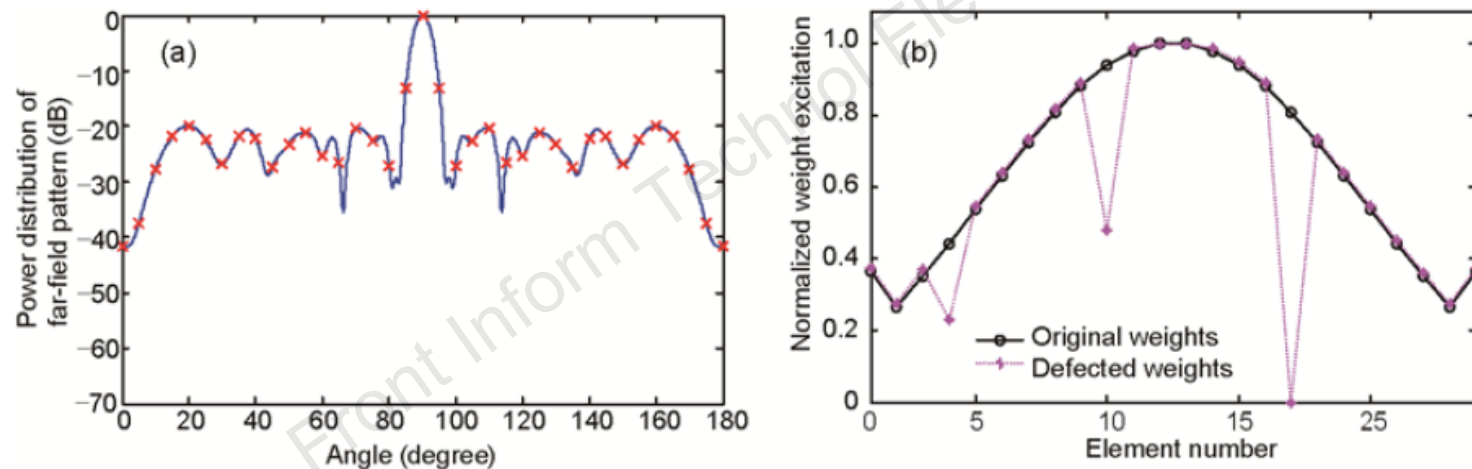 Power distribution of
far-field pattern (dB)
(a)
0
−10
−20
−30
−40
−50
−60
−70
0 20 40 60 80 100 120 140 160 180
Angle (degree)
Normalized weight excitation
(b)
1.0
0.8
0.6
0.4
0.2
0
Original weights
Defected weights
0 5 10 15 25
Element number
Front Inform Technol Ele